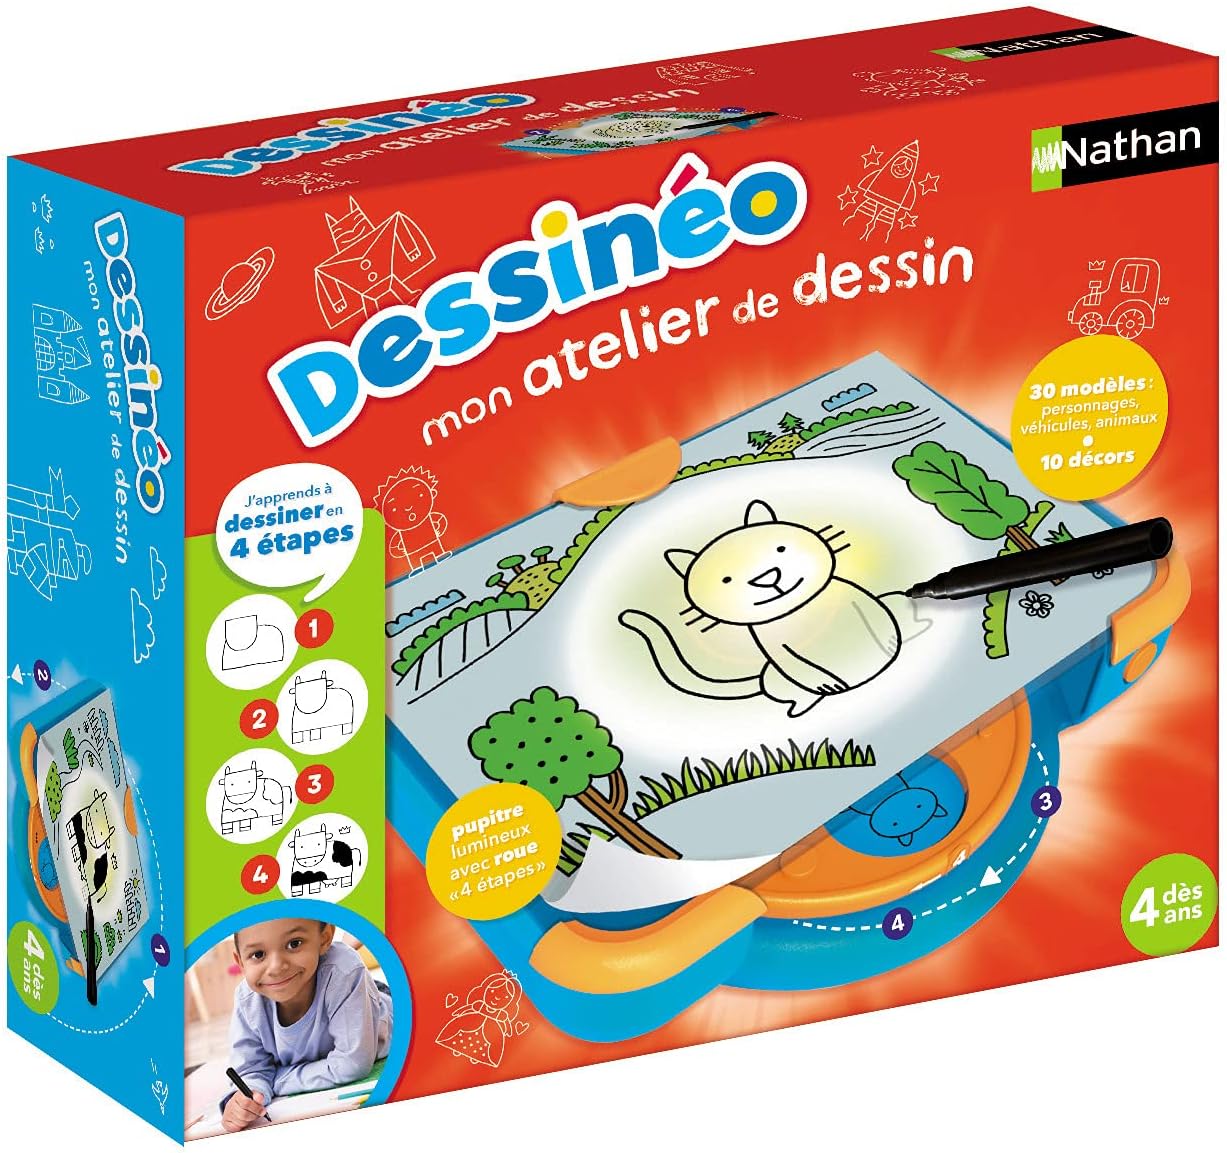 Nathan
Dessinéo
mon atelier de dessin
Nathan
Dessinéo
mon atelier de dessin
30 modèles :
personnages,
véhicules, animaux
•
10 décors
J'apprends à
dessiner en
4 étapes
1
2
3
4
pupitre
lumineux
avec roue
« 4 étapes »
3
4
4
4 dès
ans
Dessinéo
mon atelier de dessin
2
1
4 dès
ans